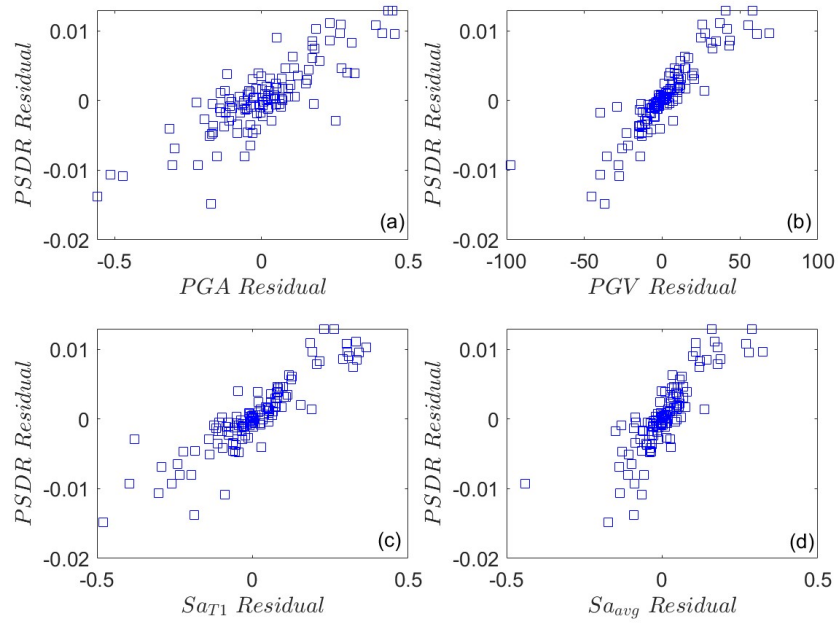 0.01
0
-0.01
-0.02
PSDR Residual
-0.5 0 0.5
PGA Residual
(a)
0.01
0
-0.01
-0.02
PSDR Residual
-100 -50 0 50 100
PGV Residual
(b)
0.01
0
-0.01
-0.02
PSDR Residual
-0.5 0 0.5
SaT1 Residual
(c)
0.01
0
-0.01
-0.02
PSDR Residual
-0.5 0 0.5
Saavg Residual
(d)